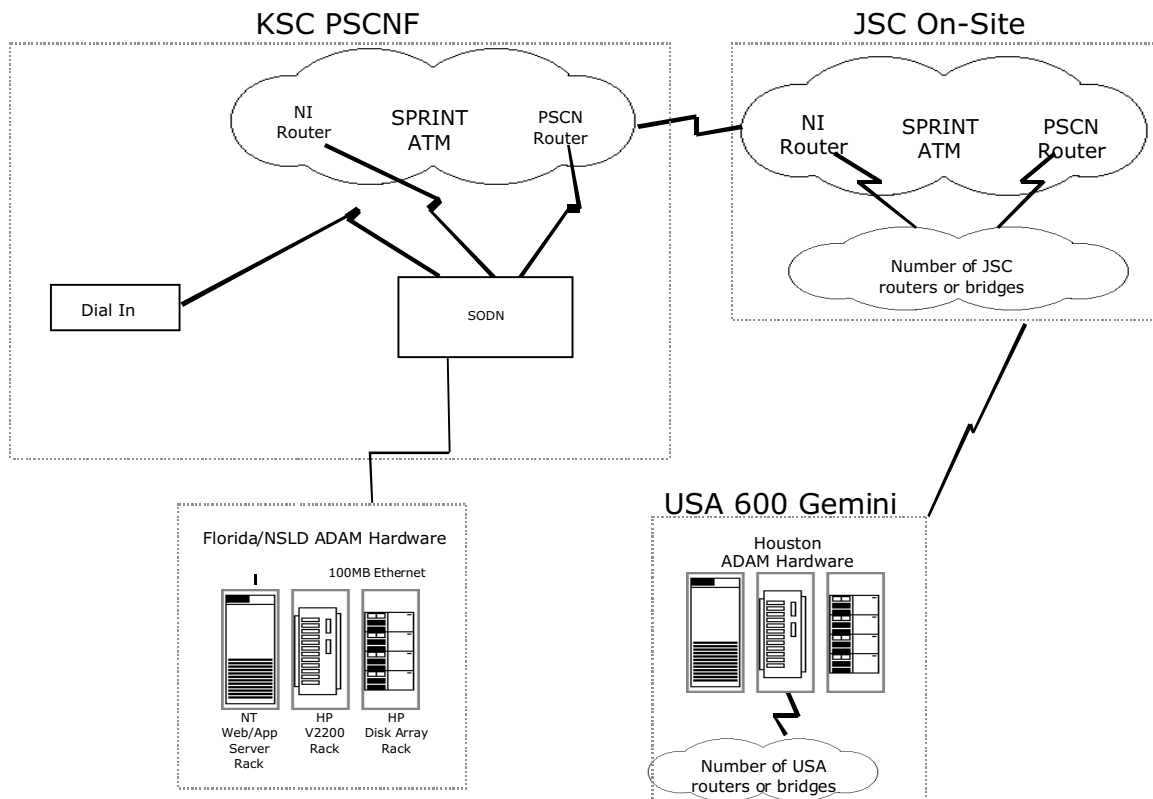 KSC PSCNF
JSC On-Site
NI
Router
SPRINT
ATM
PSCN
Router
NI
Router
SPRINT
ATM
PSCN
Router
Number of JSC
routers or bridges
Dial In
SODN
USA 600 Gemini
Florida/NSLD ADAM Hardware
100MB Ethernet
NT
Web/App
Server
Rack
HP
V2200
Rack
HP
Disk Array
Rack
Houston
ADAM Hardware
Number of USA
routers or bridges